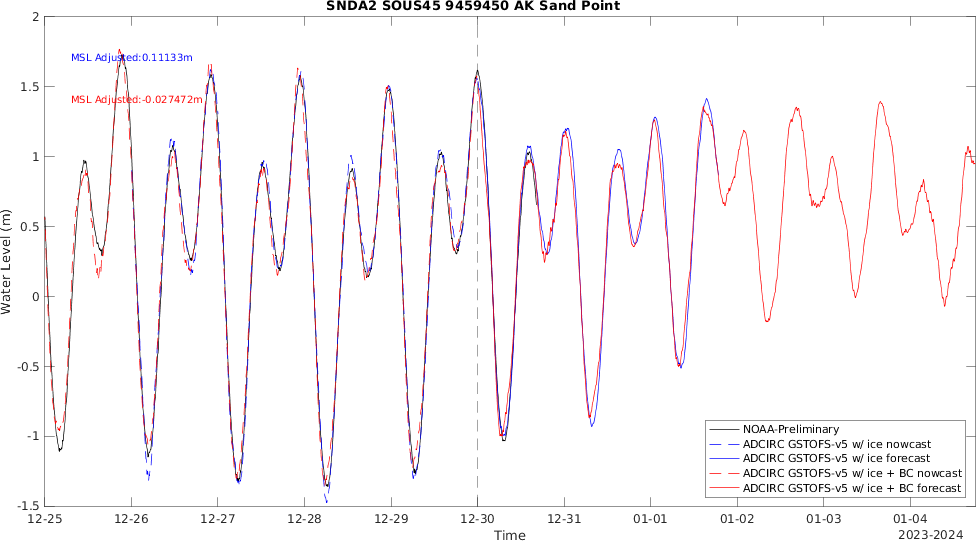 SNDA2 SOUS45 9459450 AK Sand Point
MSL Adjusted:0.11133m
MSL Adjusted:-0.027472m
Water Level (m)
2
1.5
1
0.5
0
-0.5
-1
-1.5
NOAA-Preliminary
ADCIRC GSTOFS-v5 w/ ice nowcast
ADCIRC GSTOFS-v5 w/ ice forecast
ADCIRC GSTOFS-v5 w/ ice + BC nowcast
ADCIRC GSTOFS-v5 w/ ice + BC forecast
12-25 12-26 12-27 12-28 12-29 12-30 12-31 01-01 01-02 01-03 01-04
Time
2023-2024